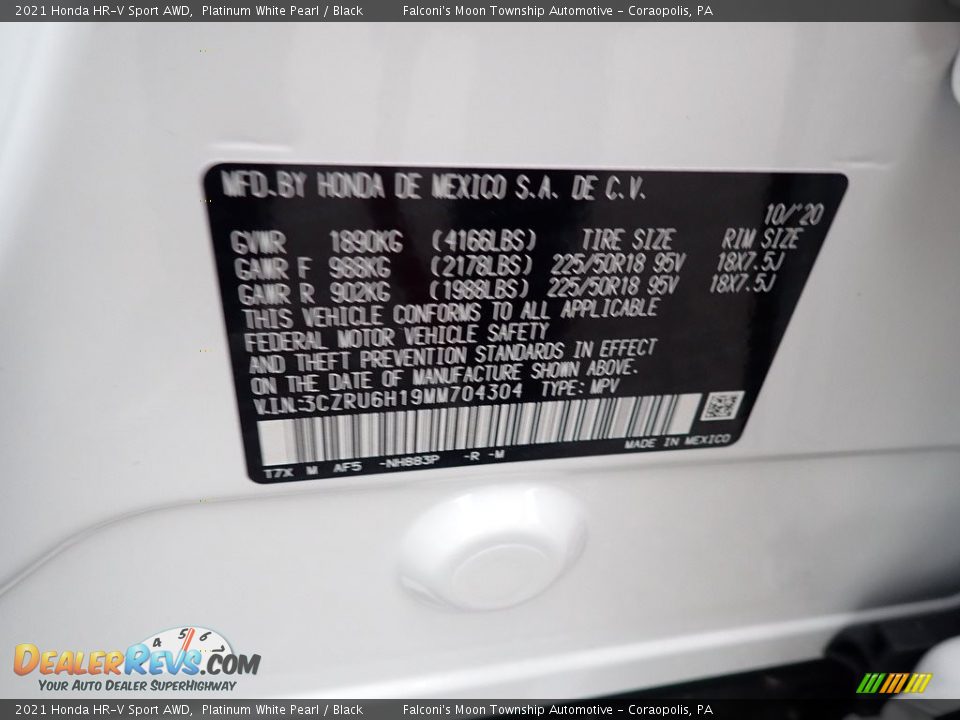 2021 Honda HR-V Sport AWD, Platinum White Pearl / Black Falconi's Moon Township Automotive - Coraopolis, PA
MFD.BY HONDA DE MEXICO S.A. DE C.V.
10/'20
GVWR 1890KG (4166LBS) TIRE SIZE RIM SIZE
GAWR F 988KG (2178LBS) 225/50R18 95V 18X7.5J
GAWR R 902KG (1988LBS) 225/50R18 95V 18X7.5J
THIS VEHICLE CONFORMS TO ALL APPLICABLE
FEDERAL MOTOR VEHICLE SAFETY
AND THEFT PREVENTION STANDARDS IN EFFECT
ON THE DATE OF MANUFACTURE SHOWN ABOVE.
V.I.N:3CZRU6H19MM704304 TYPE: MPV
MADE IN MEXICO
T7X M AF5 -NH883P -R -M
4 5 6
DEALERREVS.COM
YOUR AUTO DEALER SUPERHIGHWAY
2021 Honda HR-V Sport AWD, Platinum White Pearl / Black Falconi's Moon Township Automotive - Coraopolis, PA